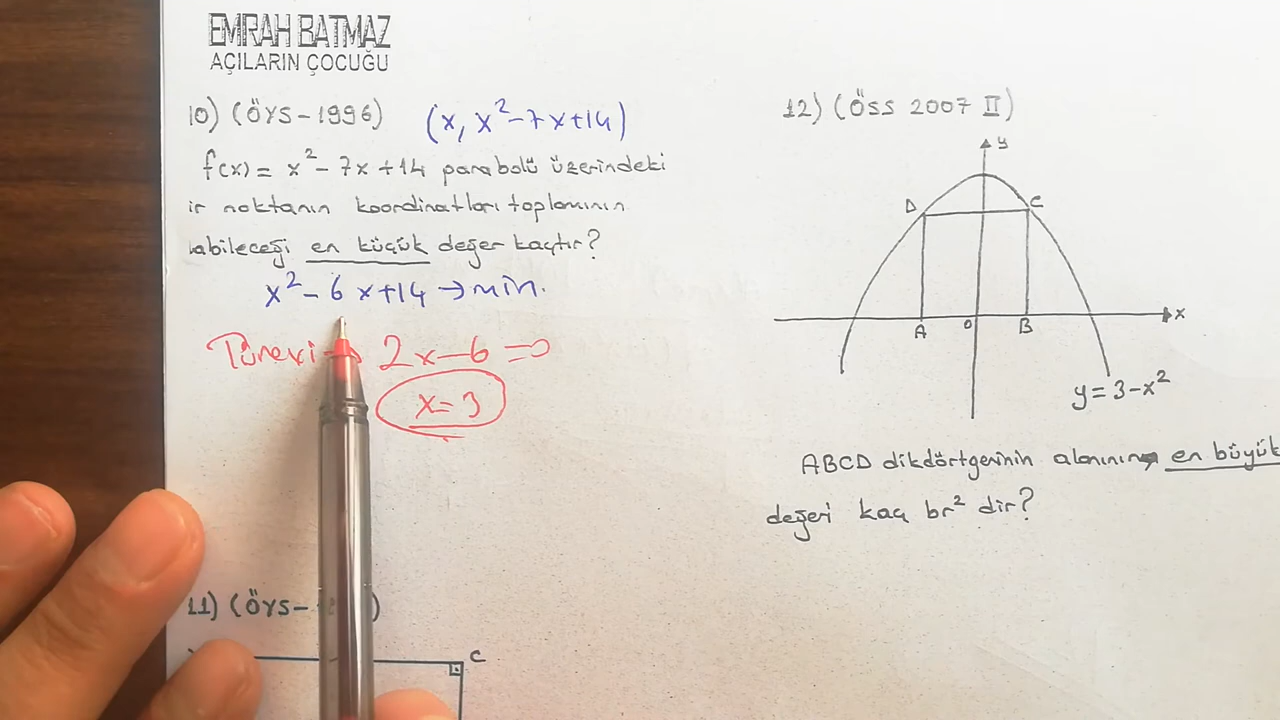 EMRAH BATMAZ
AÇILARIN ÇOCUĞU
10) (ÖYS-1996) (x, x²-7x+14)
f(x) = x² - 7x + 14 parabolü üzerindeki
ir noktanın koordinatları toplamının
labileceği en küçük değer kaçtır?
x² - 6x+14 → min.
Türevi → 2x-6=0
x=3
11) (ÖYS-
C
12) (ÖSS 2007 II)
y
D C
A O B x
y=3-x²
ABCD dikdörtgeninin alanının en büyük
değeri kaç br² dir?